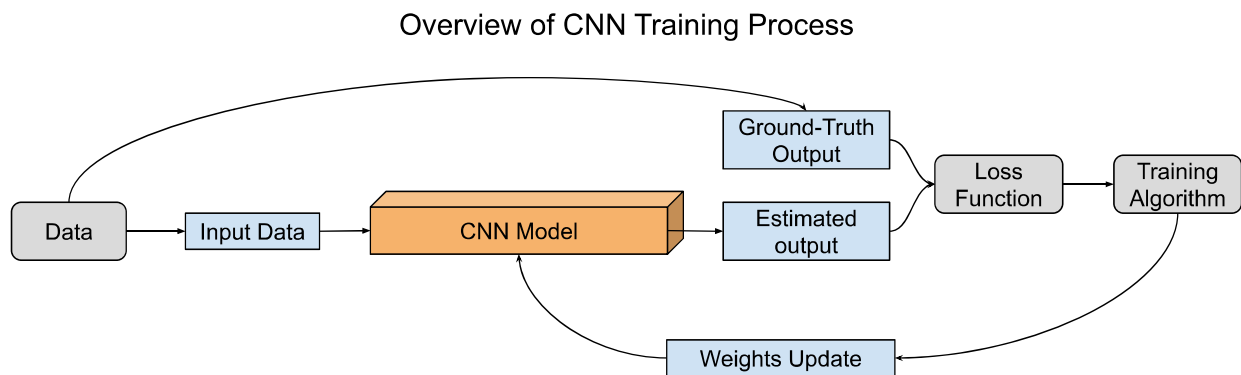 Overview of CNN Training Process
Ground-Truth
Output
Loss
Function
Training
Algorithm
Data
Input Data
CNN Model
Estimated
output
Weights Update